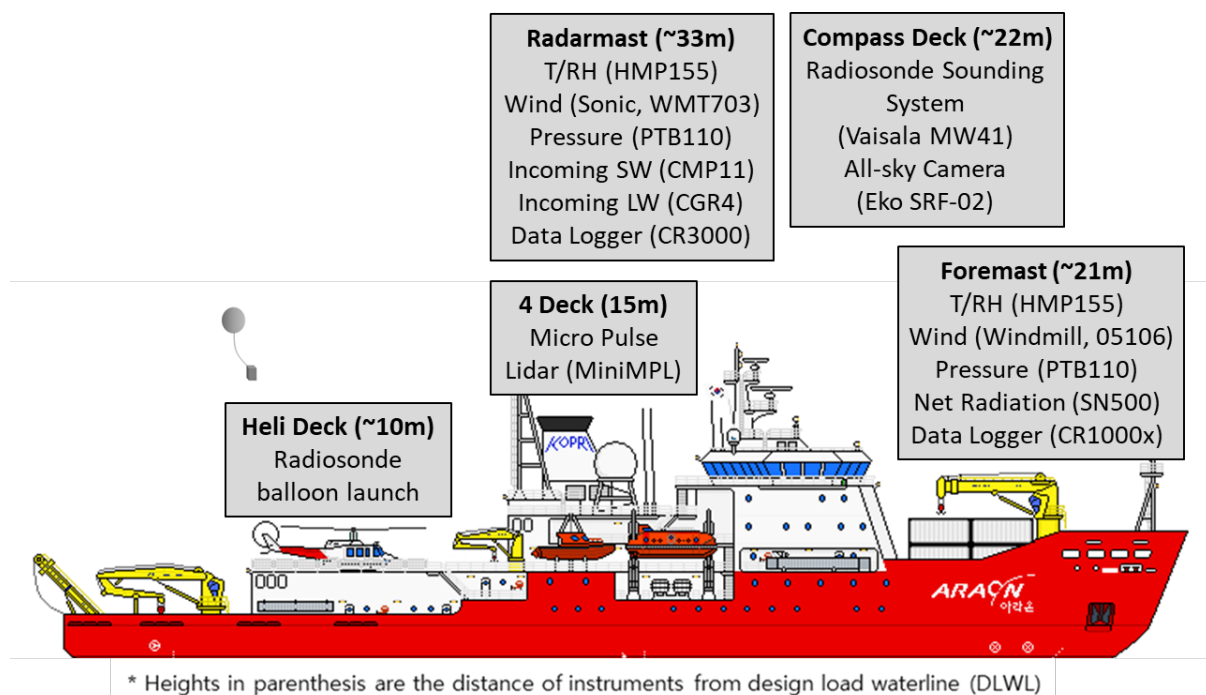 Radarmast (~33m)
T/RH (HMP155)
Wind (Sonic, WMT703)
Pressure (PTB110)
Incoming SW (CMP11)
Incoming LW (CGR4)
Data Logger (CR3000)
Compass Deck (~22m)
Radiosonde Sounding
System
(Vaisala MW41)
All-sky Camera
(Eko SRF-02)
Foremast (~21m)
T/RH (HMP155)
Wind (Windmill, 05106)
Pressure (PTB110)
Net Radiation (SN500)
Data Logger (CR1000x)
4 Deck (15m)
Micro Pulse
Lidar (MiniMPL)
Heli Deck (~10m)
Radiosonde
balloon launch
KOPRI
ARAON
아라온
* Heights in parenthesis are the distance of instruments from design load waterline (DLWL)